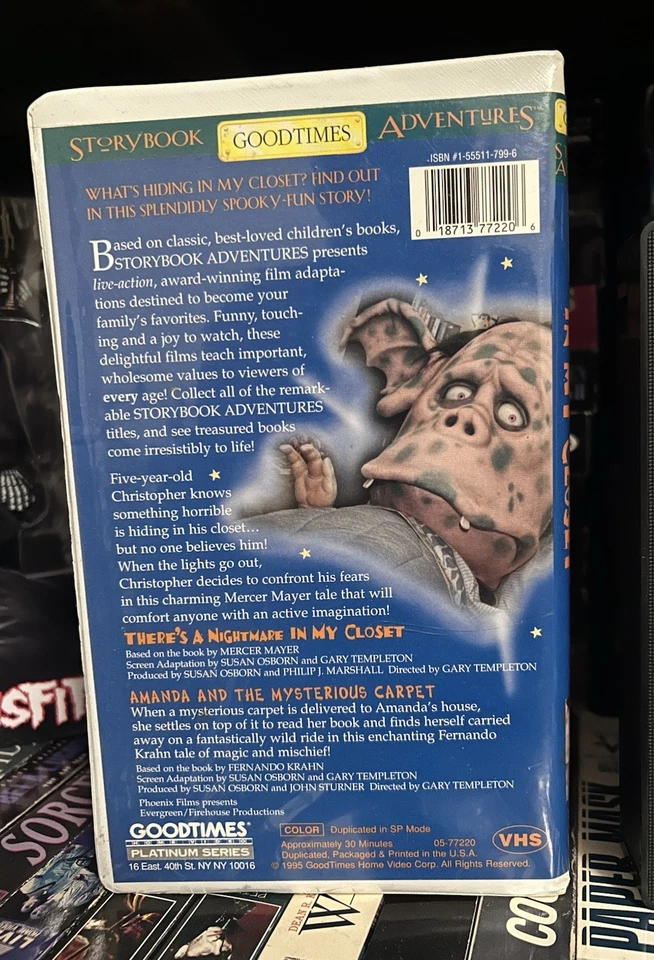 STORYBOOK GOODTIMES ADVENTURES™
ISBN #1-55511-799-6
0 18713 77220 6
WHAT'S HIDING IN MY CLOSET? FIND OUT
IN THIS SPLENDIDLY SPOOKY-FUN STORY!
Based on classic, best-loved children's books,
STORYBOOK ADVENTURES presents
live-action, award-winning film adapta-
tions destined to become your
family's favorites. Funny, touch-
ing and a joy to watch, these
delightful films teach important,
wholesome values to viewers of
every age! Collect all of the remark-
able STORYBOOK ADVENTURES
titles, and see treasured books
come irresistibly to life!
Five-year-old
Christopher knows
something horrible
is hiding in his closet...
but no one believes him!
When the lights go out,
Christopher decides to confront his fears
in this charming Mercer Mayer tale that will
comfort anyone with an active imagination!
THERE'S A NIGHTMARE IN MY CLOSET
Based on the book by MERCER MAYER
Screen Adaptation by SUSAN OSBORN and GARY TEMPLETON
Produced by SUSAN OSBORN and PHILIP J. MARSHALL Directed by GARY TEMPLETON
AMANDA AND THE MYSTERIOUS CARPET
When a mysterious carpet is delivered to Amanda's house,
she settles on top of it to read her book and finds herself carried
away on a fantastically wild ride in this enchanting Fernando
Krahn tale of magic and mischief!
Based on the book by FERNANDO KRAHN
Screen Adaptation by SUSAN OSBORN and GARY TEMPLETON
Produced by SUSAN OSBORN and JOHN STURNER Directed by GARY TEMPLETON
Phoenix Films presents
Evergreen/Firehouse Productions
GOODTIMES®
HOME VIDEO
PLATINUM SERIES
16 East. 40th St. NY NY 10016
COLOR Duplicated in SP Mode
Approximately 30 Minutes 05-77220
Duplicated, Packaged & Printed in the U.S.A.
© 1995 GoodTimes Home Video Corp. All Rights Reserved.
VHS
IN MY CLOSET
SFIT
SORC
DEAN R.
W
CO
PAPER MASK